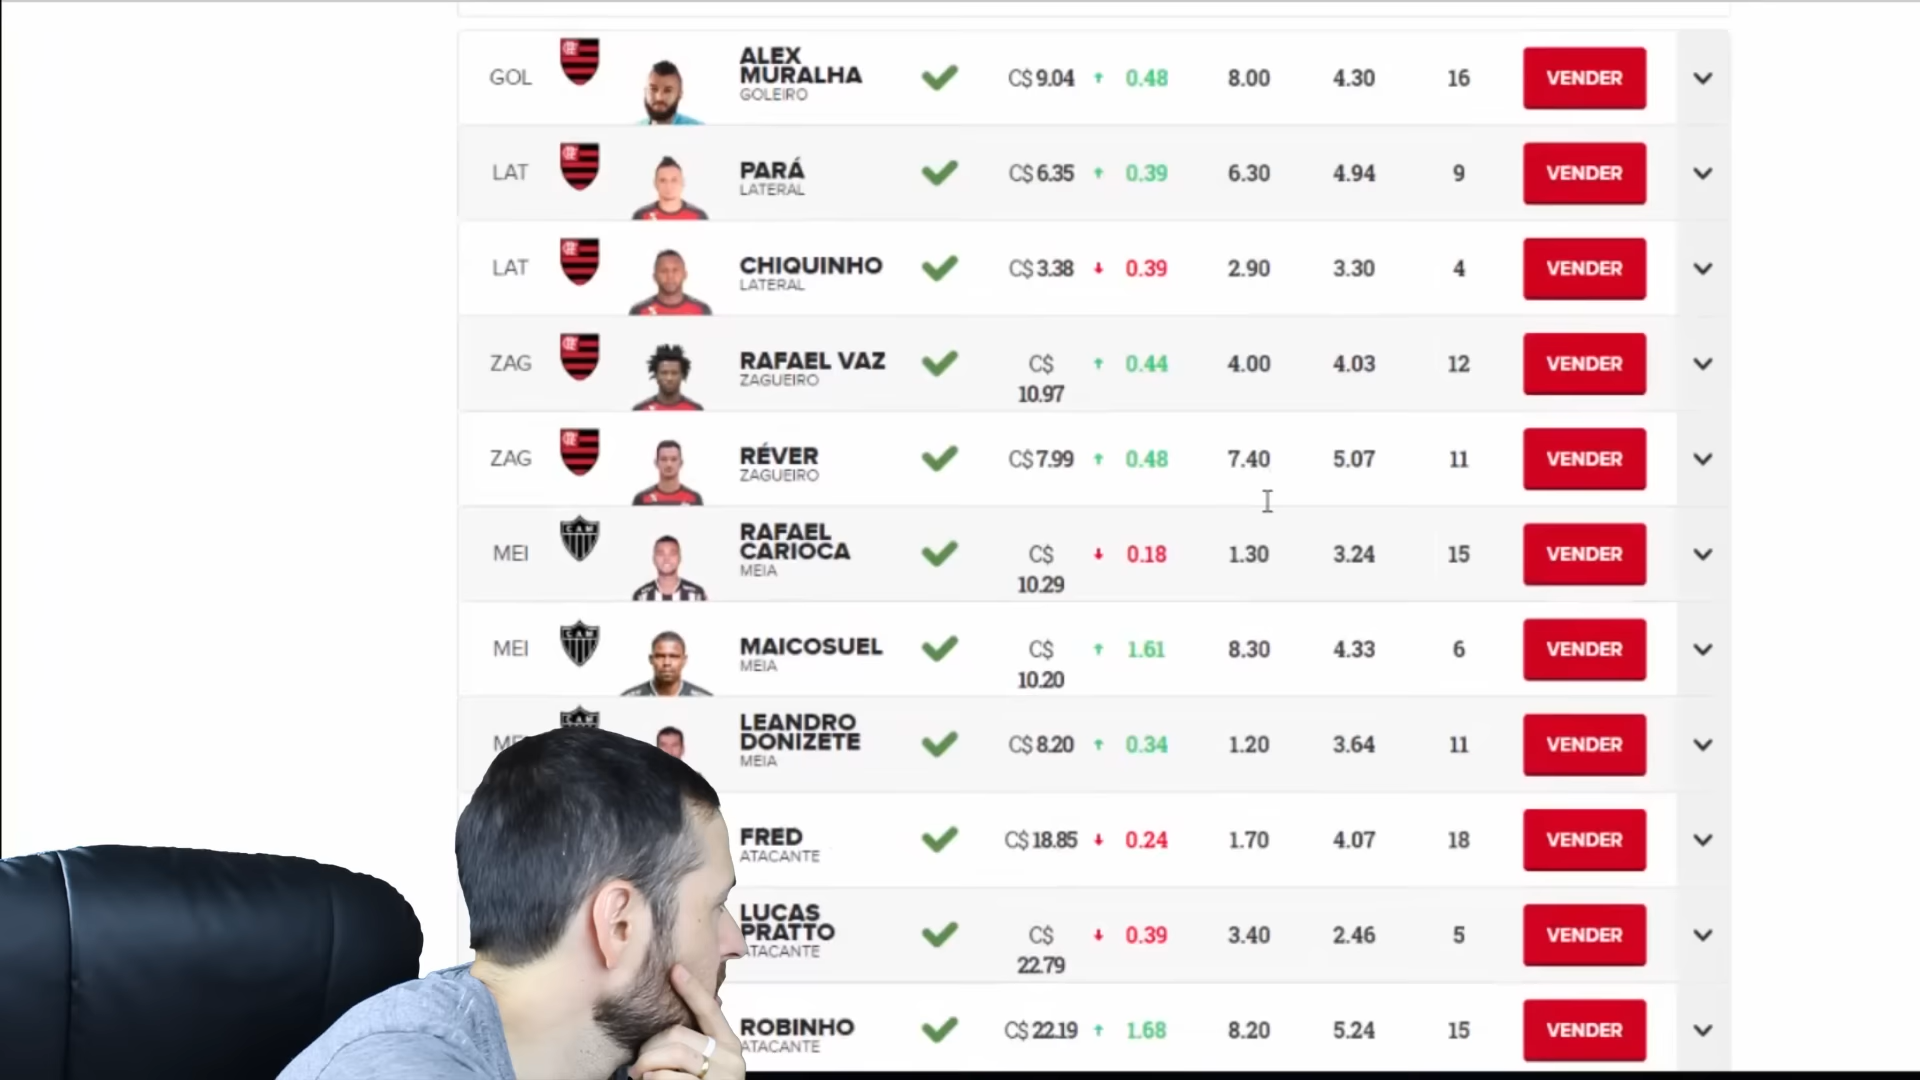 GOL ALEX MURALHA GOLEIRO C$ 9.04 0.48 8.00 4.30 16 VENDER
LAT PARÁ LATERAL C$ 6.35 0.39 6.30 4.94 9 VENDER
LAT CHIQUINHO LATERAL C$ 3.38 0.39 2.90 3.30 4 VENDER
ZAG RAFAEL VAZ ZAGUEIRO C$ 10.97 0.44 4.00 4.03 12 VENDER
ZAG RÉVER ZAGUEIRO C$ 7.99 0.48 7.40 5.07 11 VENDER
MEI CAM RAFAEL CARIOCA MEIA C$ 10.29 0.18 1.30 3.24 15 VENDER
MEI CAM MAICOSUEL MEIA C$ 10.20 1.61 8.30 4.33 6 VENDER
CAM LEANDRO DONIZETE MEIA C$ 8.20 0.34 1.20 3.64 11 VENDER
FRED ATACANTE C$ 18.85 0.24 1.70 4.07 18 VENDER
LUCAS PRATTO ATACANTE C$ 22.79 0.39 3.40 2.46 5 VENDER
ROBINHO ATACANTE C$ 22.19 1.68 8.20 5.24 15 VENDER